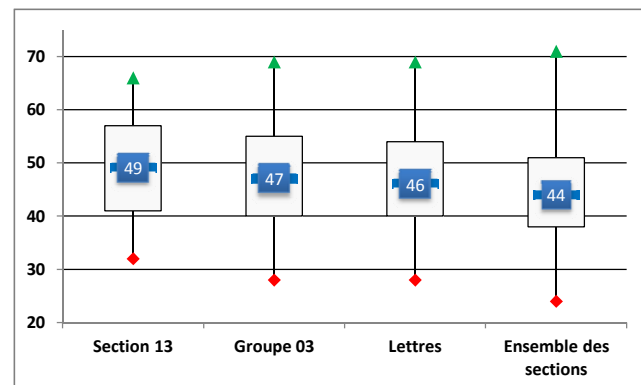 70
60
50
40
30
20
49
47
46
44
Section 13
Groupe 03
Lettres
Ensemble des
sections